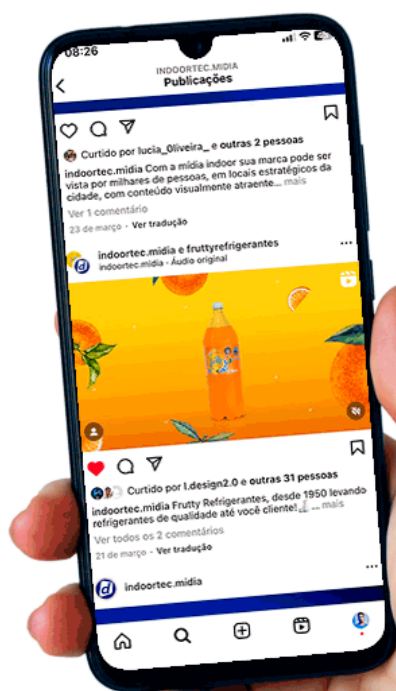 08:26
INDOORTEC.MIDIA
Publicações
Curtido por lucia_0liveira_ e outras 2 pessoas
indoortec.midia Com a mídia indoor sua marca pode ser
vista por milhares de pessoas, em locais estratégicos da
cidade, com conteúdo visualmente atraente... mais
Ver 1 comentário
23 de março • Ver tradução
indoortec.midia e fruttyrefrigerantes
indoortec.midia • Áudio original
Curtido por l.design2.0 e outras 31 pessoas
indoortec.midia Frutty Refrigerantes, desde 1950 levando
refrigerantes de qualidade até você cliente! ... mais
Ver todos os 2 comentários
21 de março • Ver tradução
indoortec.midia